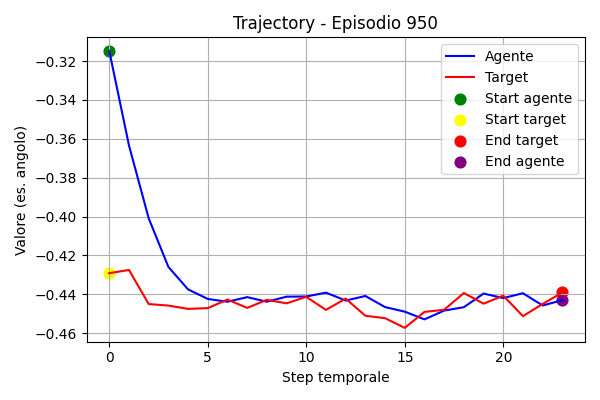 Trajectory - Episodio 950
Agente
Target
Start agente
Start target
End target
End agente
Valore (es. angolo)
−0.32
−0.34
−0.36
−0.38
−0.40
−0.42
−0.44
−0.46
0 5 10 15 20
Step temporale